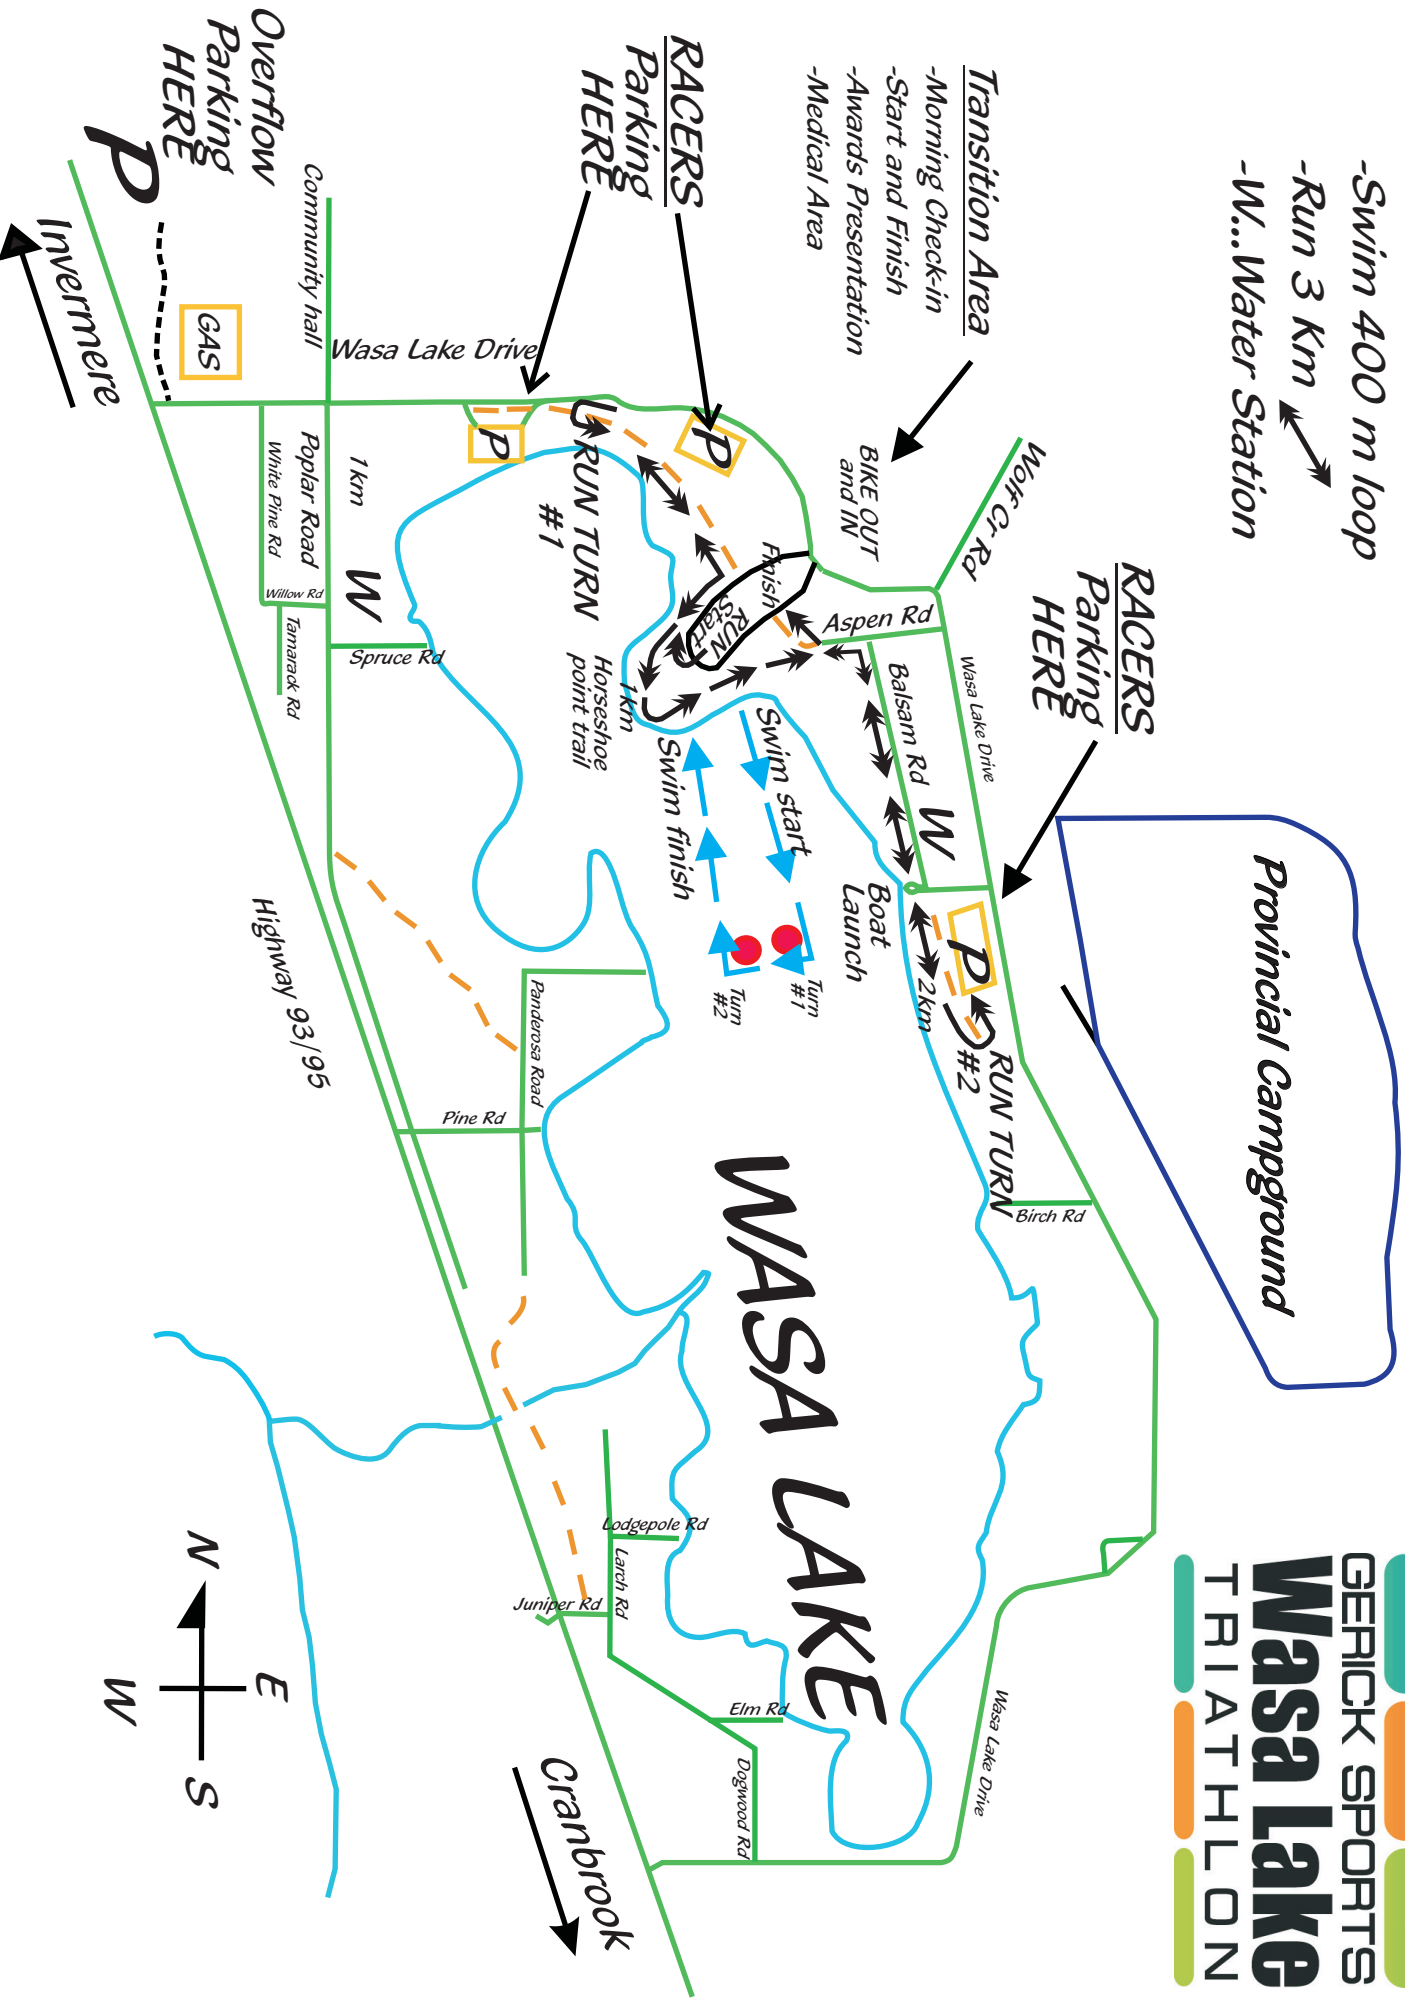 -Swim 400 m loop
-Run 3 Km
-W...Water Station
GERICK SPORTS
Wasa Lake
TRIATHLON
Provincial Campground
RACERS
Parking
HERE
Transition Area
-Morning Check-in
-Start and Finish
-Awards Presentation
-Medical Area
Wolf Cr Rd
BIKE OUT
and IN
Aspen Rd
Wasa Lake Drive
Balsam Rd
W
P
Boat
Launch
2km
RUN TURN
#2
Birch Rd
RACERS
Parking
HERE
P
P
Finish
RUN
Start
RUN TURN
#1
1km
Horseshoe
point trail
Swim start
Swim finish
Turn
#1
Turn
#2
WASA LAKE
Wasa Lake Drive
Overflow
Parking
HERE
P
Community hall
Wasa Lake Drive
GAS
Invermere
1km
W
Poplar Road
White Pine Rd
Willow Rd
Tamarack Rd
Spruce Rd
Highway 93/95
Panderosa Road
Pine Rd
Lodgepole Rd
Larch Rd
Juniper Rd
Elm Rd
Dogwood Rd
Cranbrook
N
E
W
S